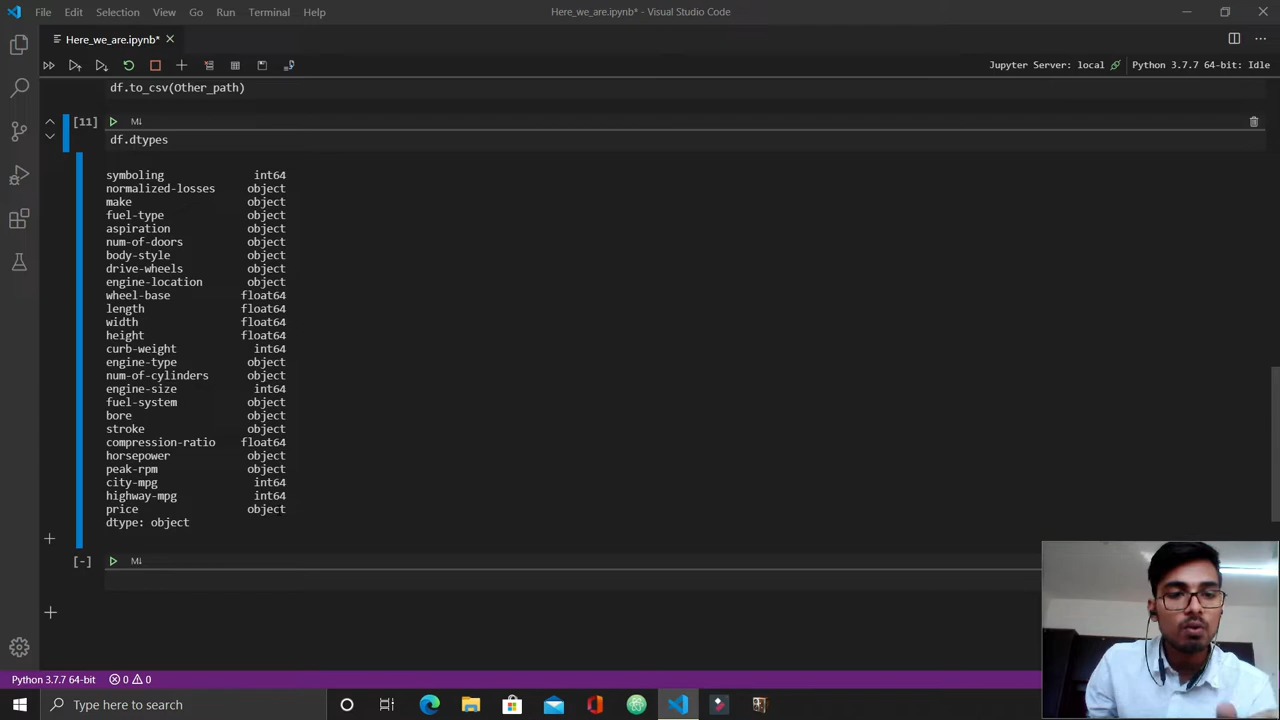 File Edit Selection View Go Run Terminal Help Here_we_are.ipynb* - Visual Studio Code
Here_we_are.ipynb*
Jupyter Server: local Python 3.7.7 64-bit: Idle
df.to_csv(Other_path)
[11] M↓
df.dtypes
symboling int64
normalized-losses object
make object
fuel-type object
aspiration object
num-of-doors object
body-style object
drive-wheels object
engine-location object
wheel-base float64
length float64
width float64
height float64
curb-weight int64
engine-type object
num-of-cylinders object
engine-size int64
fuel-system object
bore object
stroke object
compression-ratio float64
horsepower object
peak-rpm object
city-mpg int64
highway-mpg int64
price object
dtype: object
[-] M↓
Python 3.7.7 64-bit 0 0
Type here to search